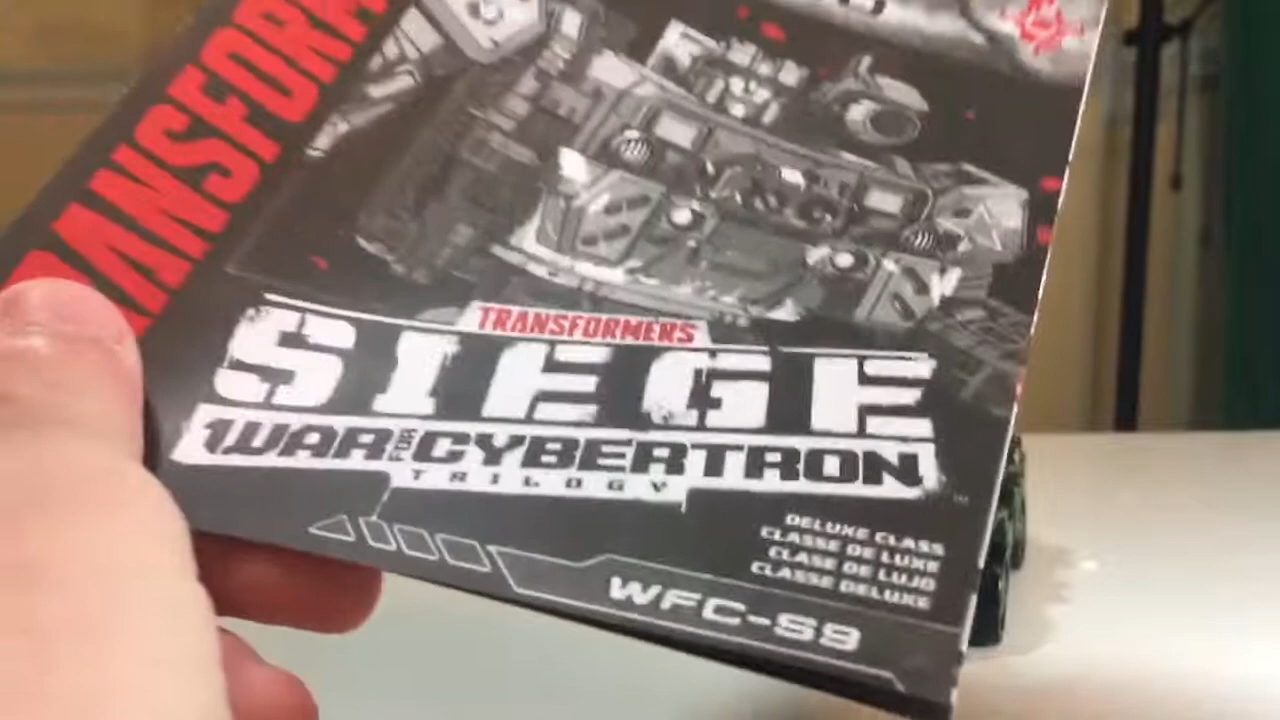 TRANSFORM
TRANSFORMERS
SIEGE
WAR FOR CYBERTRON
TRILOGY
DELUXE CLASS
CLASSE DE LUXE
CLASE DE LUJO
CLASSE DELUXE
WFC-S9